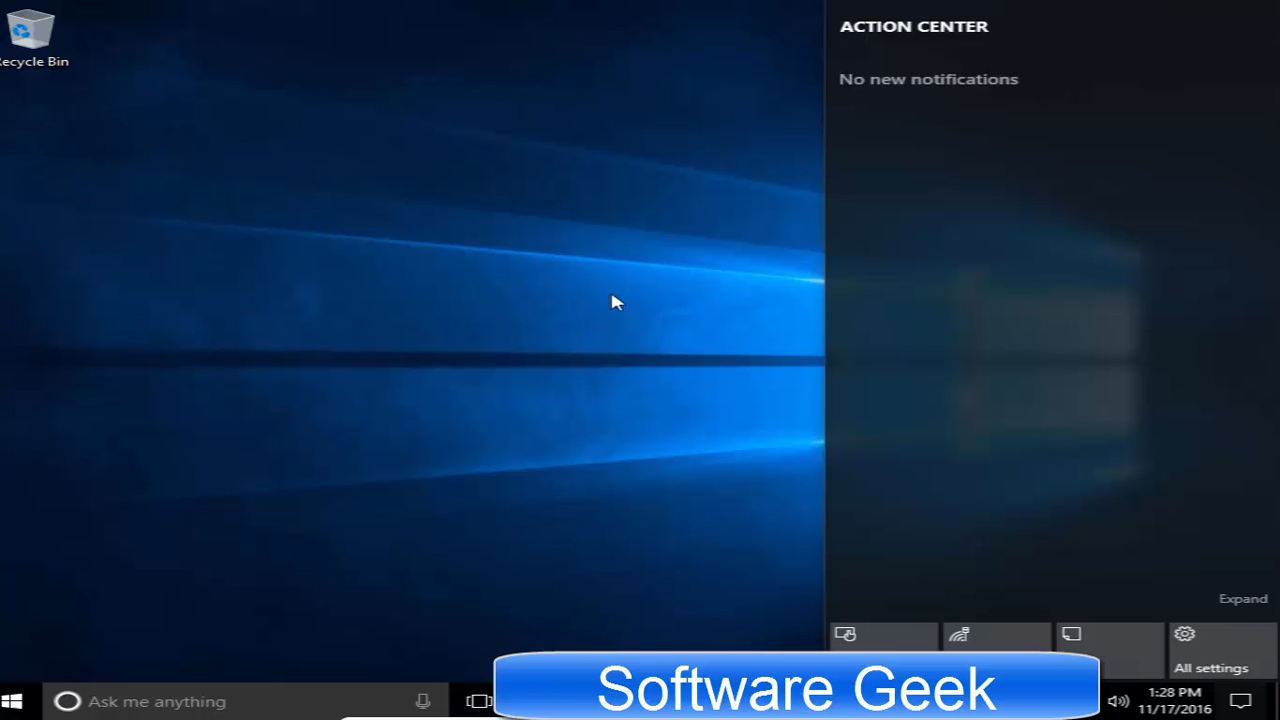 ACTION CENTER
No new notifications
ecycle Bin
Expand
All settings
Software Geek
Ask me anything
1:28 PM
11/17/2016